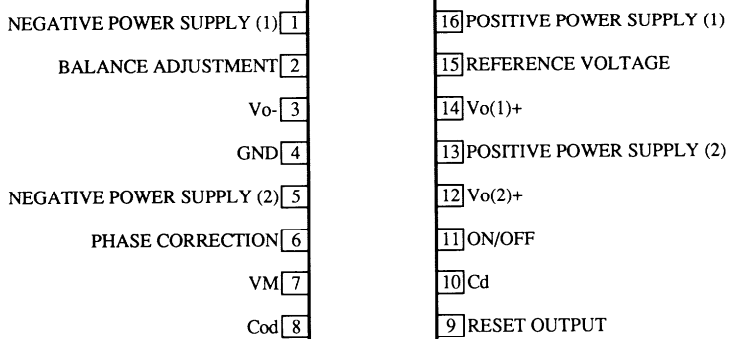 NEGATIVE POWER SUPPLY (1) 1
BALANCE ADJUSTMENT 2
Vo- 3
GND 4
NEGATIVE POWER SUPPLY (2) 5
PHASE CORRECTION 6
VM 7
Cod 8
16 POSITIVE POWER SUPPLY (1)
15 REFERENCE VOLTAGE
14 Vo(1)+
13 POSITIVE POWER SUPPLY (2)
12 Vo(2)+
11 ON/OFF
10 Cd
9 RESET OUTPUT